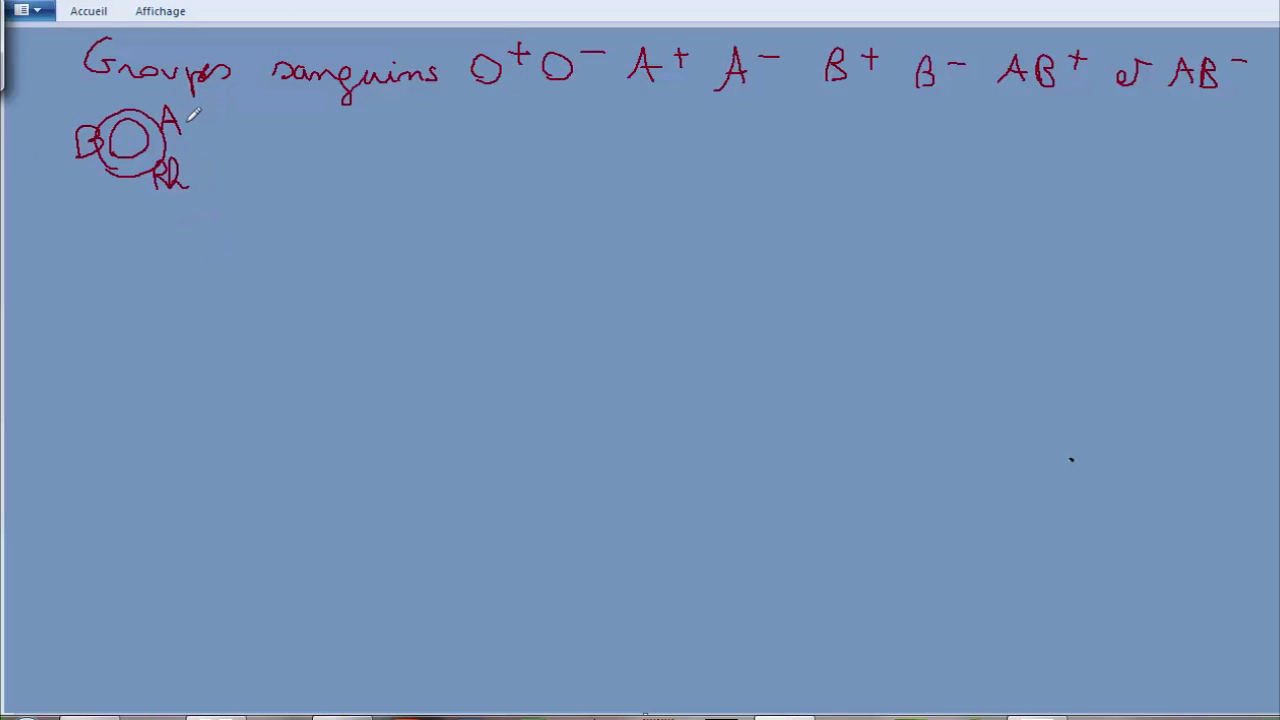 Accueil Affichage
Groupes sanguins O+ O- A+ A- B+ B- AB+ et AB-
A
B
Rh